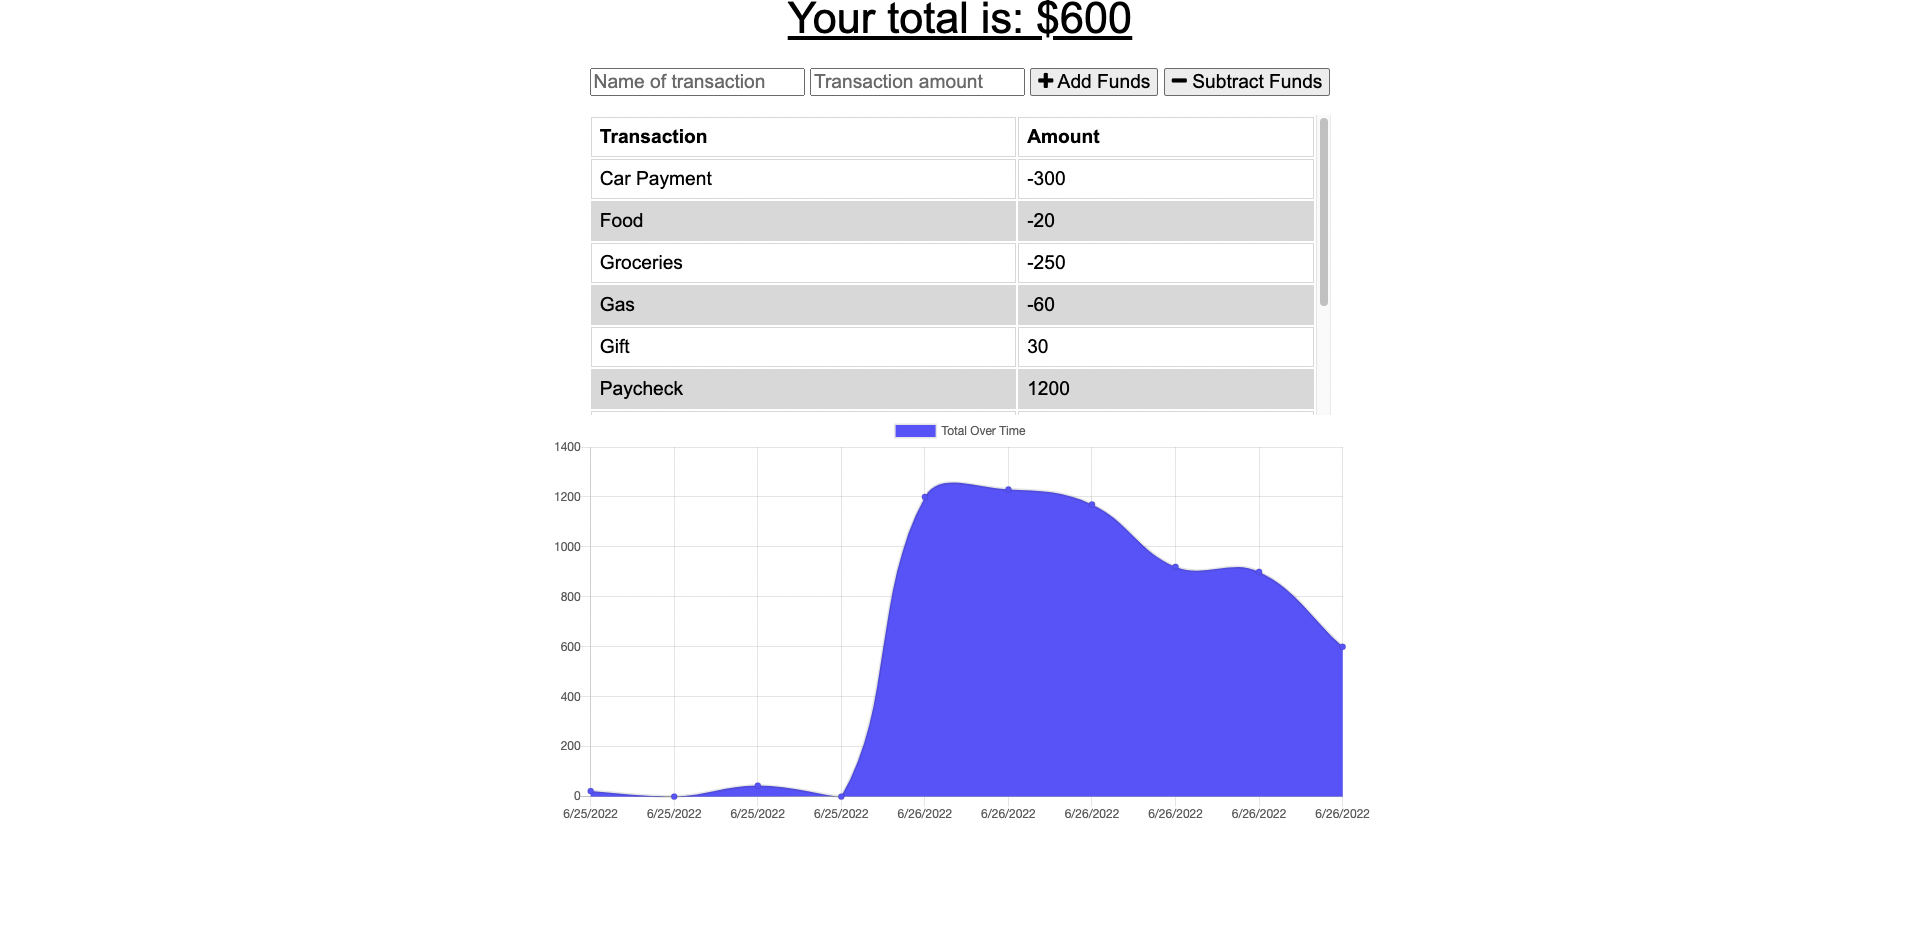 Your total is: $600
Name of transaction Transaction amount Add Funds Subtract Funds
Transaction Amount
Car Payment -300
Food -20
Groceries -250
Gas -60
Gift 30
Paycheck 1200
Total Over Time
1400
1200
1000
800
600
400
200
0
6/25/2022 6/25/2022 6/25/2022 6/25/2022 6/26/2022 6/26/2022 6/26/2022 6/26/2022 6/26/2022 6/26/2022